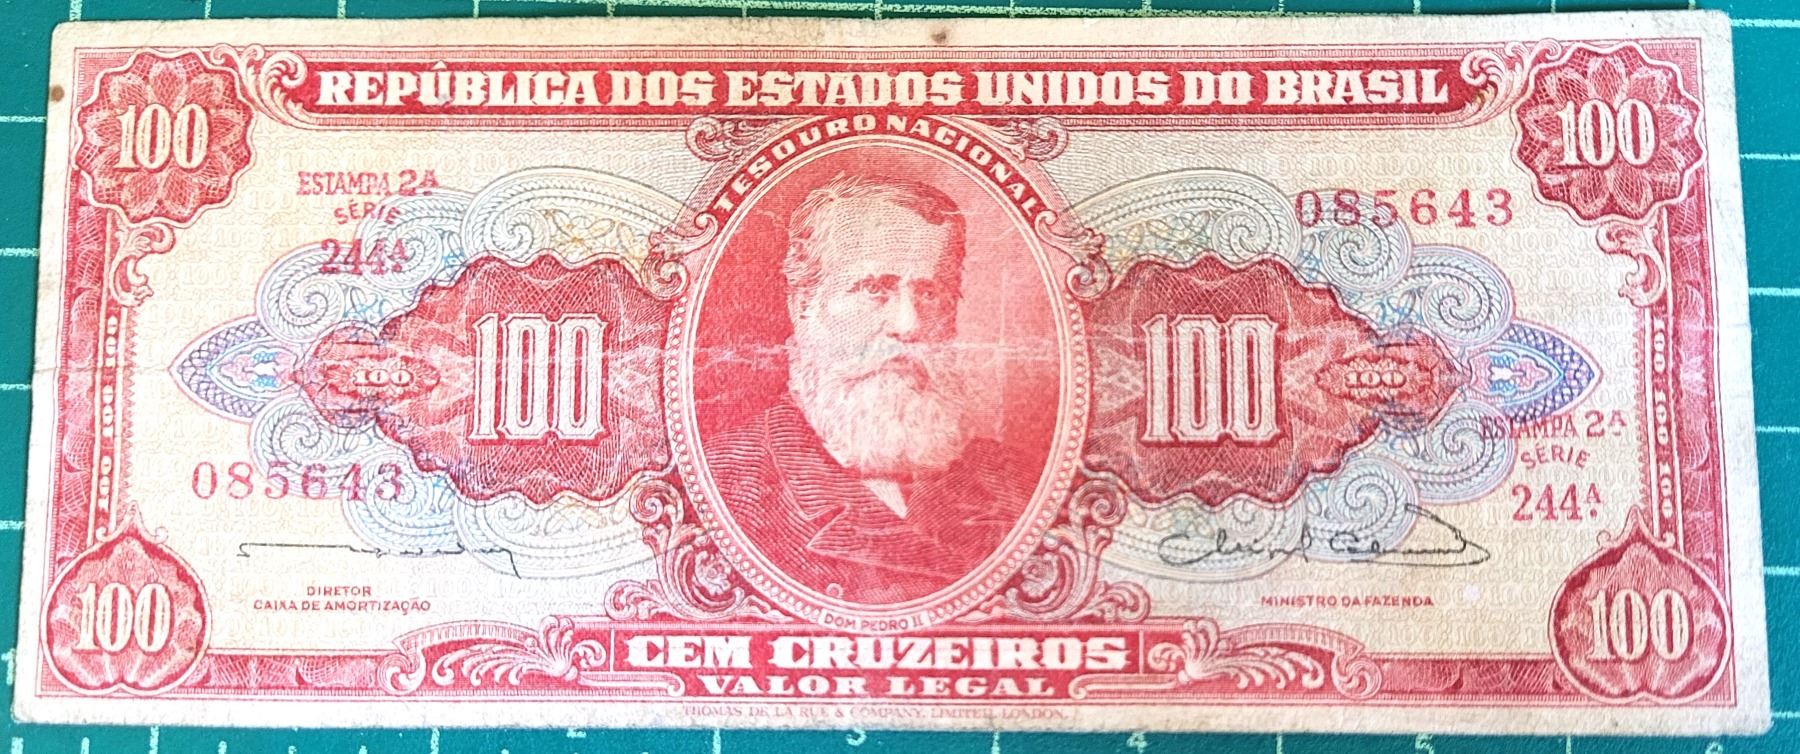 REPÚBLICA DOS ESTADOS UNIDOS DO BRASIL
100
100
TESOURO NACIONAL
ESTAMPA 2A
SÉRIE
244A.
085643
100
100
100
100
ESTAMPA 2A
SÉRIE
244A.
085643
DIRETOR
CAIXA DE AMORTIZAÇÃO
MINISTRO DA FAZENDA
DOM PEDRO II
100
100
CEM CRUZEIROS
VALOR LEGAL
THOMAS DE LA RUE & COMPANY, LIMITED, LONDON.